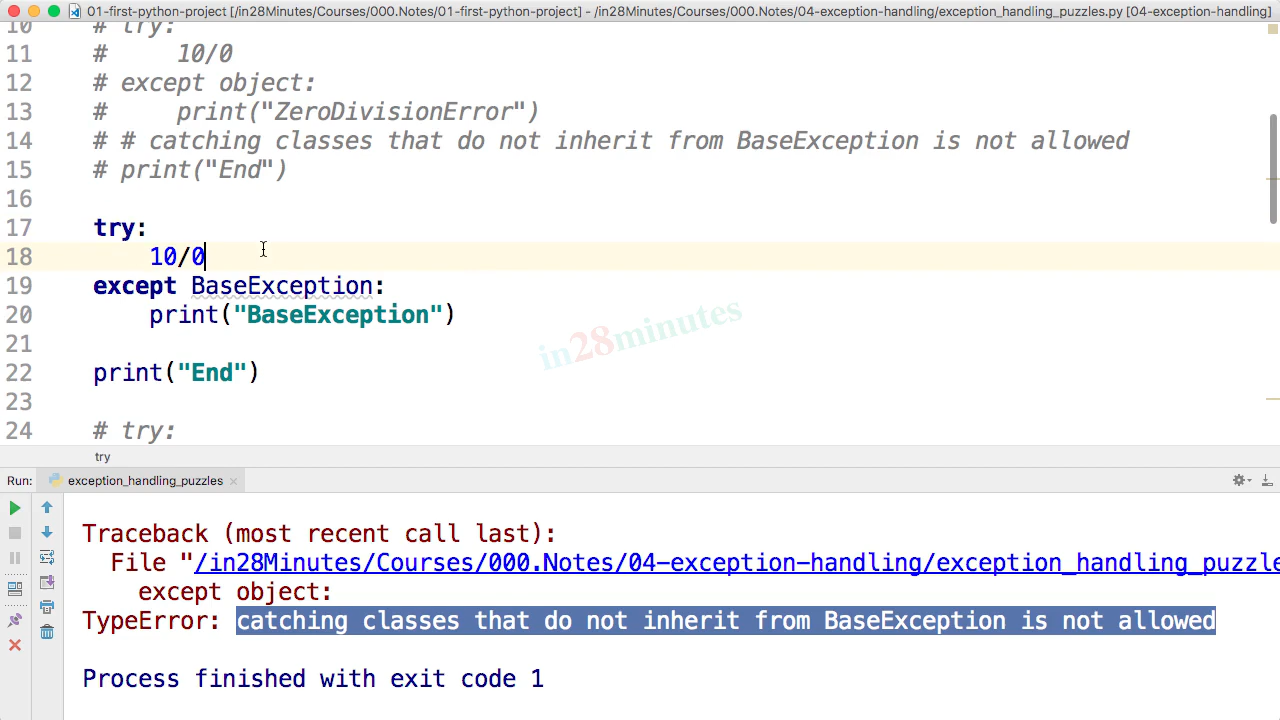 01-first-python-project [/in28Minutes/Courses/000.Notes/01-first-python-project] - /in28Minutes/Courses/000.Notes/04-exception-handling/exception_handling_puzzles.py [04-exception-handling]
10 # try:
11 #     10/0
12 # except object:
13 #     print("ZeroDivisionError")
14 # # catching classes that do not inherit from BaseException is not allowed
15 # print("End")
16
17 try:
18     10/0
19 except BaseException:
20     print("BaseException")
in28minutes
21
22 print("End")
23
24 # try:
try
Run: exception_handling_puzzles
Traceback (most recent call last):
File "/in28Minutes/Courses/000.Notes/04-exception-handling/exception_handling_puzzle
except object:
TypeError: catching classes that do not inherit from BaseException is not allowed
Process finished with exit code 1